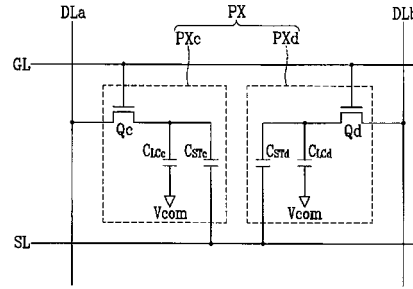 DLa PX DLb
PXc PXd
GL
Qc Qd
CLCc CSTc CSTd CLCd
Vcom Vcom
SL